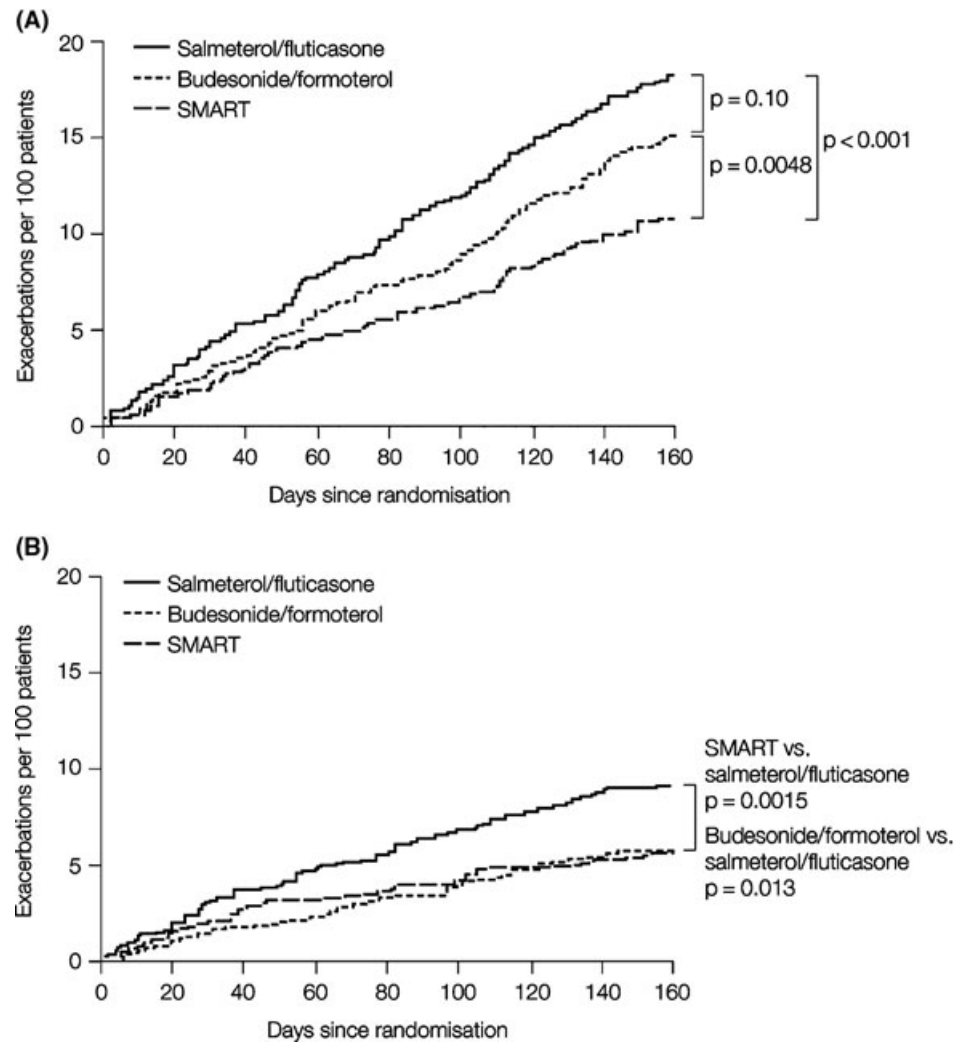 (A)
20
Salmeterol/fluticasone
Budesonide/formoterol
SMART
p = 0.10
p < 0.001
p = 0.0048
15
10
5
0
Exacerbations per 100 patients
0 20 40 60 80 100 120 140 160
Days since randomisation
(B)
20
Salmeterol/fluticasone
Budesonide/formoterol
SMART
15
10
5
0
Exacerbations per 100 patients
SMART vs.
salmeterol/fluticasone
p = 0.0015
Budesonide/formoterol vs.
salmeterol/fluticasone
p = 0.013
0 20 40 60 80 100 120 140 160
Days since randomisation